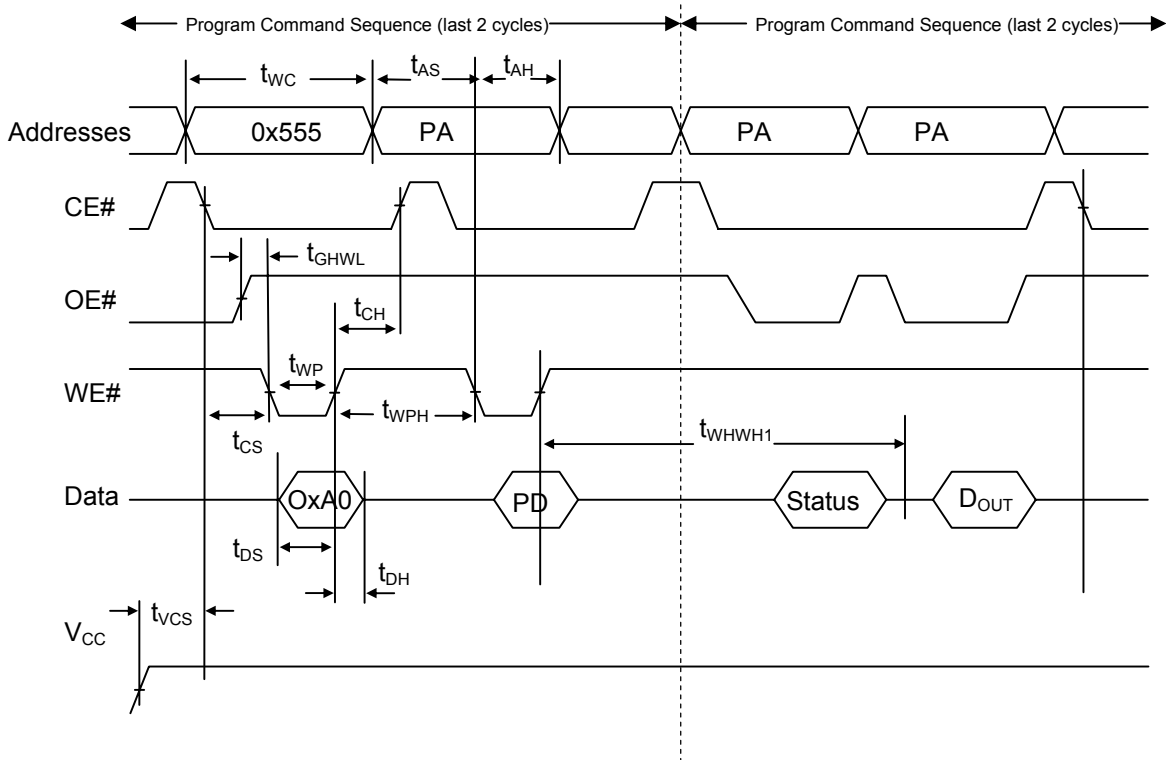 Program Command Sequence (last 2 cycles) Program Command Sequence (last 2 cycles)
tWC tAS tAH
Addresses 0x555 PA PA PA
CE#
tGHWL
OE#
tCH
tWP
WE#
tWPH
tWHWH1
tCS
Data OxA0 PD Status DOUT
tDS
tDH
tVCS
VCC